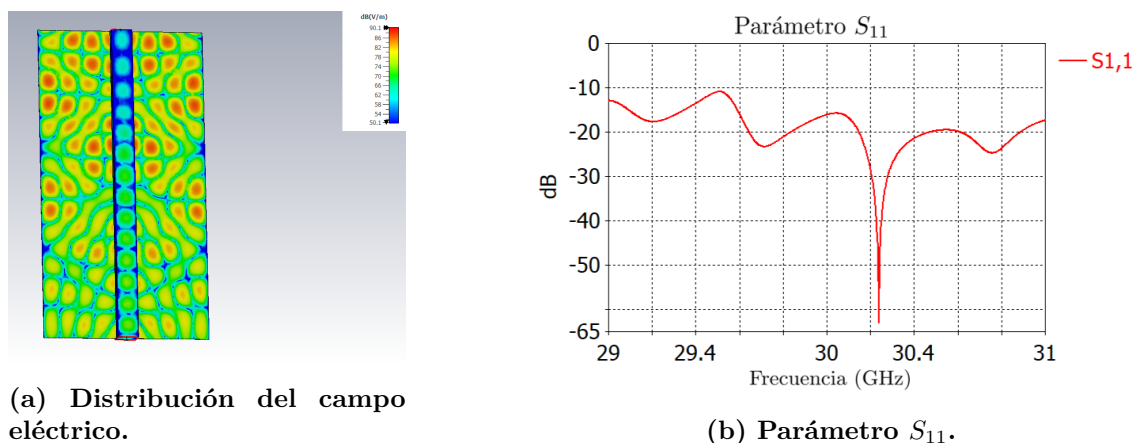 dB(V/m)
90.1
86
82
78
74
70
66
62
58
54
50.1
(a) Distribución del campo
eléctrico.
Parámetro S₁₁
0
-10
-20
-30
-40
-50
-65
dB
29
29.4
30
30.4
31
Frecuencia (GHz)
S1,1
(b) Parámetro S₁₁.